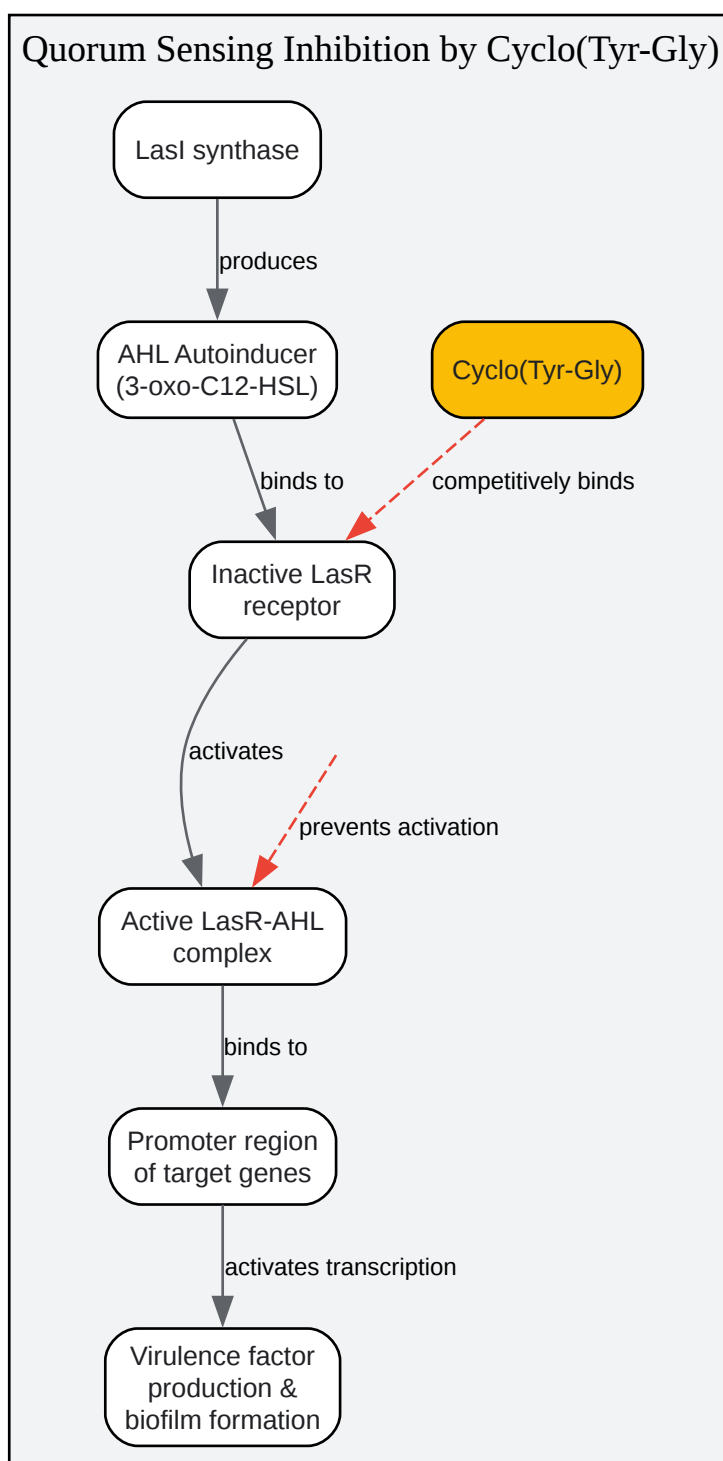 Quorum Sensing Inhibition by Cyclo(Tyr-Gly)
LasI synthase
produces
AHL Autoinducer
(3-oxo-C12-HSL)
Cyclo(Tyr-Gly)
binds to
competitively binds
Inactive LasR
receptor
activates
prevents activation
Active LasR-AHL
complex
binds to
Promoter region
of target genes
activates transcription
Virulence factor
production &
biofilm formation